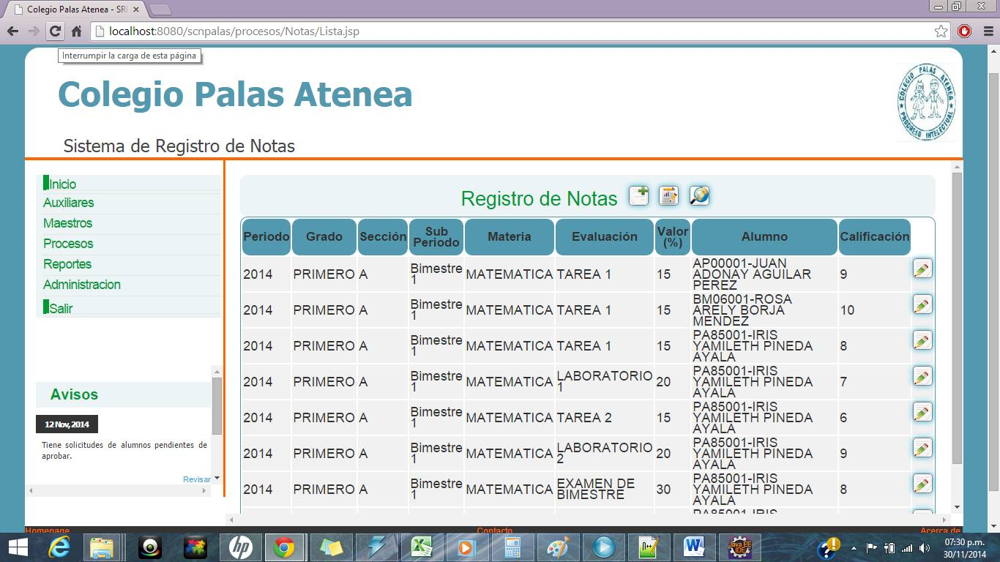 Colegio Palas Atenea - SR
localhost:8080/scnpalas/procesos/Notas/Lista.jsp
Interrumpir la carga de esta página
Colegio Palas Atenea
COLEGIO PALAS ATENEA
PROGRESO INTELECTUAL
Sistema de Registro de Notas
Inicio
Auxiliares
Maestros
Procesos
Reportes
Administracion
Salir
Avisos
12 Nov, 2014
Tiene solicitudes de alumnos pendientes de
aprobar.
Revisar
Registro de Notas
Periodo Grado Sección Sub Periodo Materia Evaluación Valor (%) Alumno Calificación
2014 PRIMERO A Bimestre 1 MATEMATICA TAREA 1 15 AP00001-JUAN ADONAY AGUILAR PEREZ 9
2014 PRIMERO A Bimestre 1 MATEMATICA TAREA 1 15 BM06001-ROSA ARELY BORJA MENDEZ 10
2014 PRIMERO A Bimestre 1 MATEMATICA TAREA 1 15 PA85001-IRIS YAMILETH PINEDA AYALA 8
2014 PRIMERO A Bimestre 1 MATEMATICA LABORATORIO 1 20 PA85001-IRIS YAMILETH PINEDA AYALA 7
2014 PRIMERO A Bimestre 1 MATEMATICA TAREA 2 15 PA85001-IRIS YAMILETH PINEDA AYALA 6
2014 PRIMERO A Bimestre 1 MATEMATICA LABORATORIO 2 20 PA85001-IRIS YAMILETH PINEDA AYALA 9
2014 PRIMERO A Bimestre 1 MATEMATICA EXAMEN DE BIMESTRE 30 PA85001-IRIS YAMILETH PINEDA AYALA 8
PA85001-IRIS
Homepage Contacto Acerca de
hp
Java EE
IDE
07:30 p.m.
30/11/2014